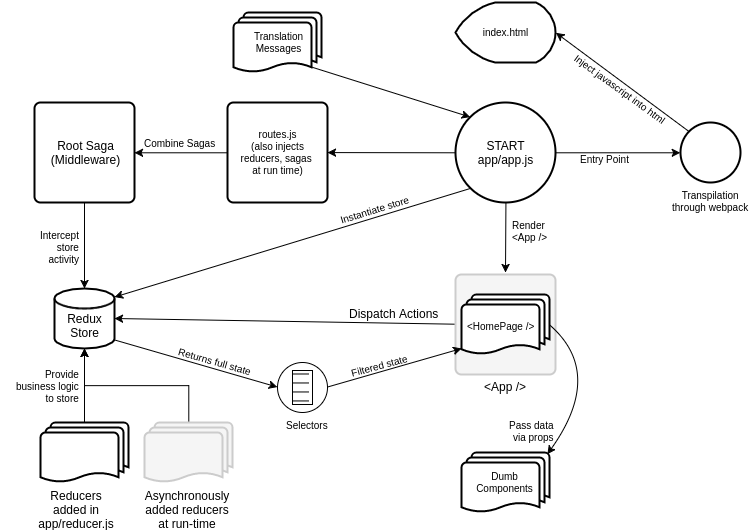 Translation
Messages
index.html
Inject javascript into html
Root Saga
(Middleware)
Combine Sagas
routes.js
(also injects
reducers, sagas
at run time)
START
app/app.js
Entry Point
Transpilation
through webpack
Instantiate store
Render
<App />
Intercept
store
activity
Redux
Store
Dispatch Actions
<HomePage />
Returns full state
Filtered state
<App />
Selectors
Provide
business logic
to store
Pass data
via props
Dumb
Components
Reducers
added in
app/reducer.js
Asynchronously
added reducers
at run-time